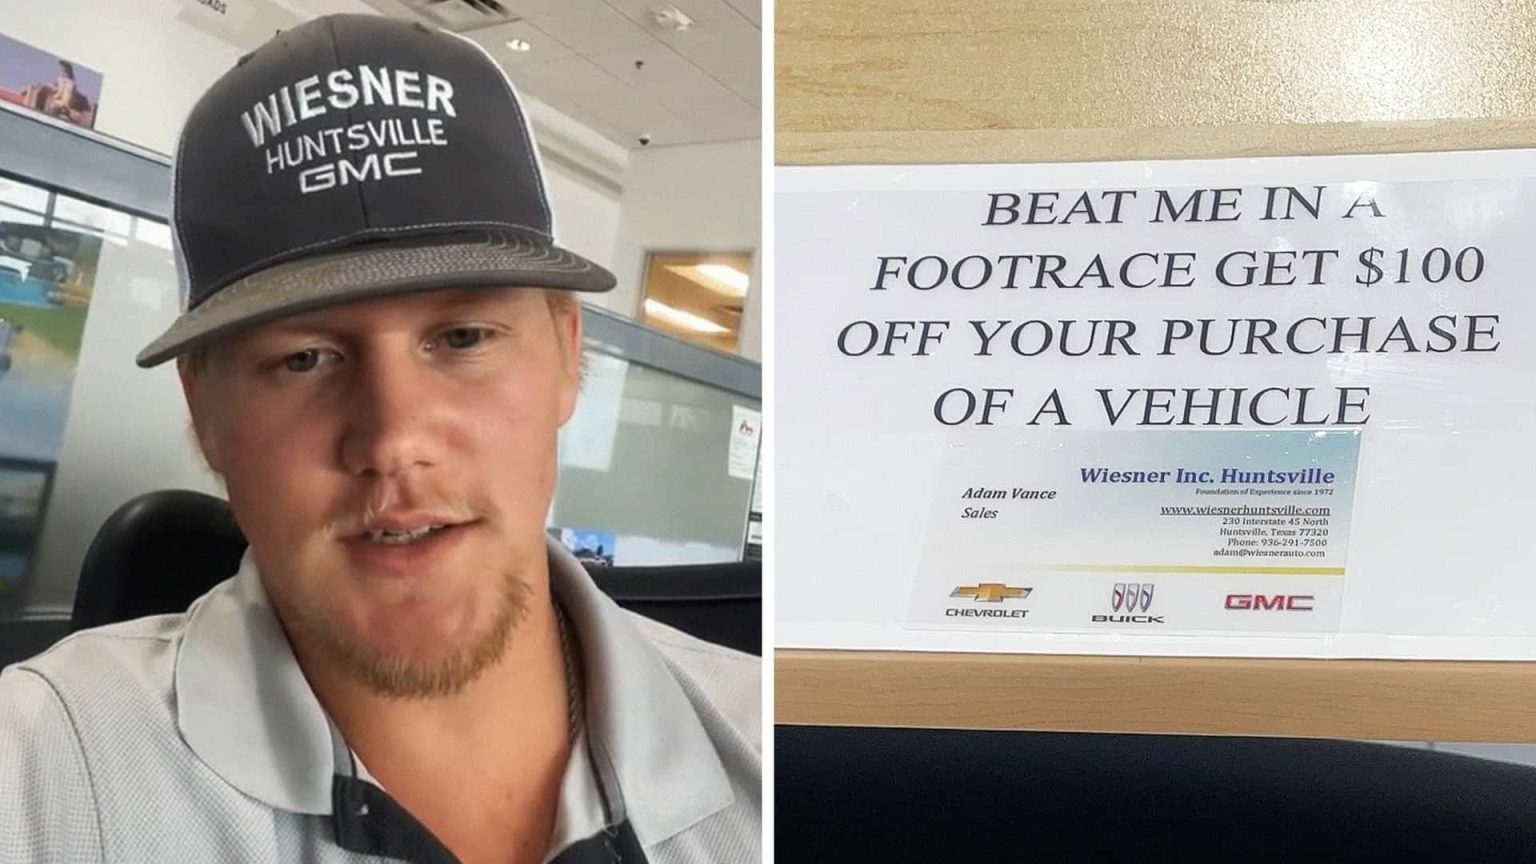 WIESNER
HUNTSVILLE
GMC
BEAT ME IN A
FOOTRACE GET $100
OFF YOUR PURCHASE
OF A VEHICLE
Wiesner Inc. Huntsville
Foundation of Experience since 1972
Adam Vance
Sales
www.wiesnerhuntsville.com
230 Interstate 45 North
Huntsville, Texas 77320
Phone: 936-291-7500
adam@wiesnerauto.com
CHEVROLET
BUICK
GMC